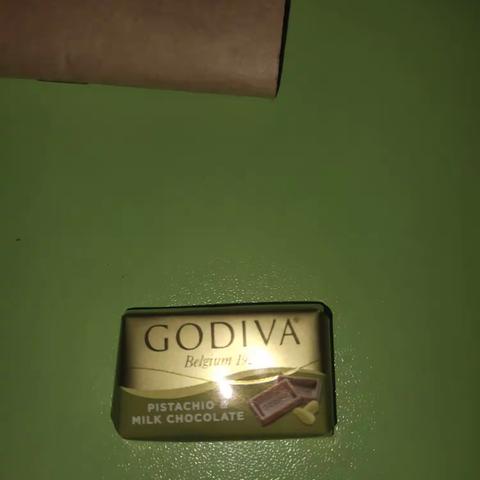 GODIVA
Belgium
PISTACHIO &
MILK CHOCOLATE